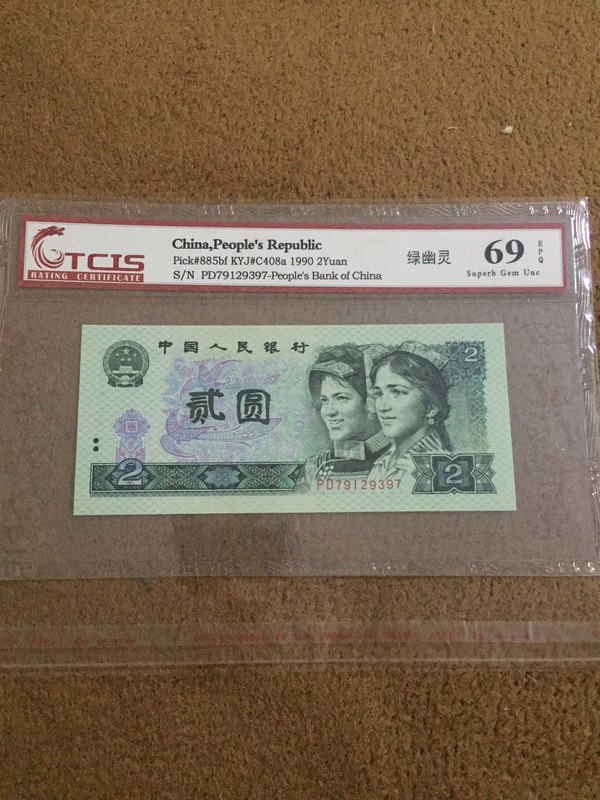 TCIS
RATING CERTIFICATE
China,People's Republic
Pick#885bf KYJ#C408a 1990 2Yuan
S/N PD79129397-People's Bank of China
绿幽灵
69
EPQ
Superb Gem Unc
中国人民银行
2
贰圆
2
PD79129397
2